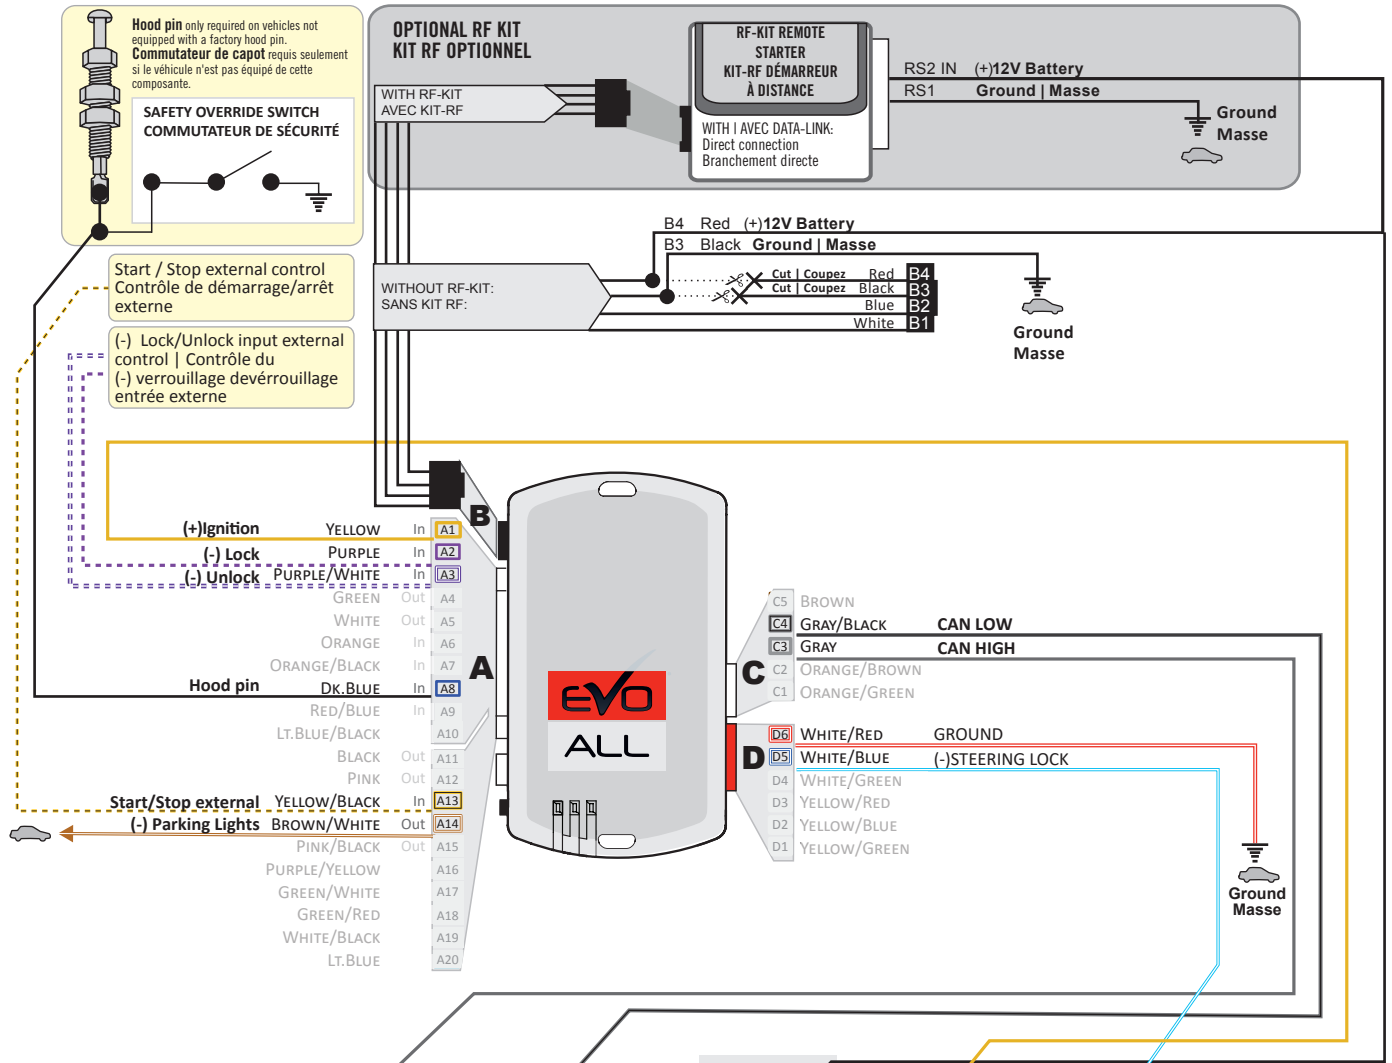 Hood pin only required on vehicles not
equipped with a factory hood pin.
Commutateur de capot requis seulement
si le véhicule n'est pas équipé de cette
composante.
SAFETY OVERRIDE SWITCH
COMMUTATEUR DE SÉCURITÉ
OPTIONAL RF KIT
KIT RF OPTIONNEL
WITH RF-KIT
AVEC KIT-RF
RF-KIT REMOTE
STARTER
KIT-RF DÉMARREUR
À DISTANCE
WITH | AVEC DATA-LINK:
Direct connection
Branchement directe
RS2 IN (+)12V Battery
RS1 Ground | Masse
Ground
Masse
B4 Red (+)12V Battery
B3 Black Ground | Masse
WITHOUT RF-KIT:
SANS KIT RF:
Cut | Coupez Red B4
Cut | Coupez Black B3
Blue B2
White B1
Ground
Masse
Start / Stop external control
Contrôle de démarrage/arrêt
externe
(-) Lock/Unlock input external
control | Contrôle du
(-) verrouillage devérrouillage
entrée externe
B
(+)Ignition YELLOW In A1
(-) Lock PURPLE In A2
(-) Unlock PURPLE/WHITE In A3
GREEN Out A4
WHITE Out A5
ORANGE In A6
ORANGE/BLACK In A7
Hood pin DK.BLUE In A8
RED/BLUE In A9
LT.BLUE/BLACK A10
BLACK Out A11
PINK Out A12
Start/Stop external YELLOW/BLACK In A13
(-) Parking Lights BROWN/WHITE Out A14
PINK/BLACK Out A15
PURPLE/YELLOW A16
GREEN/WHITE A17
GREEN/RED A18
WHITE/BLACK A19
LT.BLUE A20
A
EVO
ALL
C
C5 BROWN
C4 GRAY/BLACK CAN LOW
C3 GRAY CAN HIGH
C2 ORANGE/BROWN
C1 ORANGE/GREEN
D
D6 WHITE/RED GROUND
D5 WHITE/BLUE (-)STEERING LOCK
D4 WHITE/GREEN
D3 YELLOW/RED
D2 YELLOW/BLUE
D1 YELLOW/GREEN
Ground
Masse